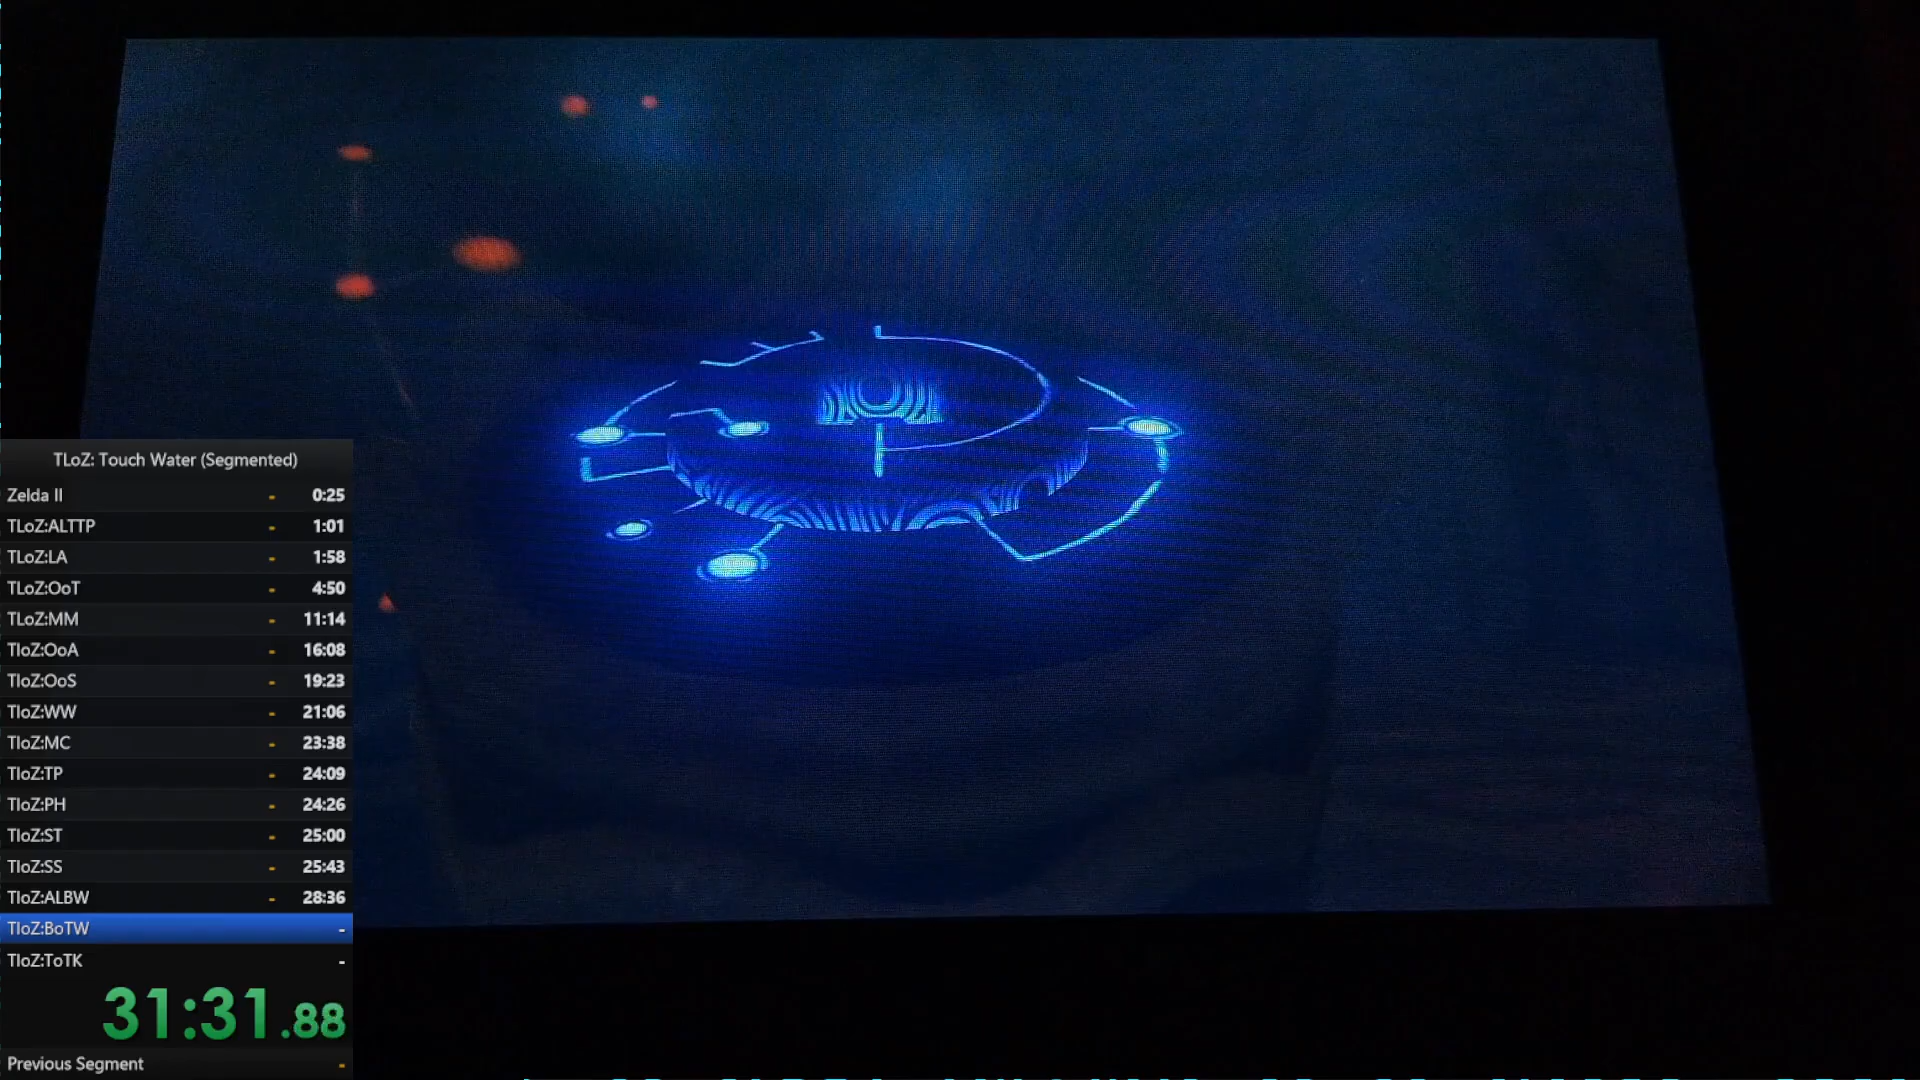 TLoZ: Touch Water (Segmented)
Zelda II - 0:25
TLoZ:ALTTP - 1:01
TLoZ:LA - 1:58
TLoZ:OoT - 4:50
TLoZ:MM - 11:14
TloZ:OoA - 16:08
TloZ:OoS - 19:23
TloZ:WW - 21:06
TloZ:MC - 23:38
TloZ:TP - 24:09
TloZ:PH - 24:26
TloZ:ST - 25:00
TloZ:SS - 25:43
TloZ:ALBW - 28:36
TloZ:BoTW -
TloZ:ToTK -
31:31.88
Previous Segment -